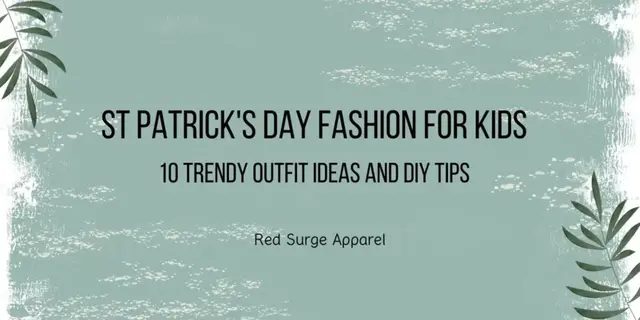 ST PATRICK'S DAY FASHION FOR KIDS
10 TRENDY OUTFIT IDEAS AND DIY TIPS
Red Surge Apparel